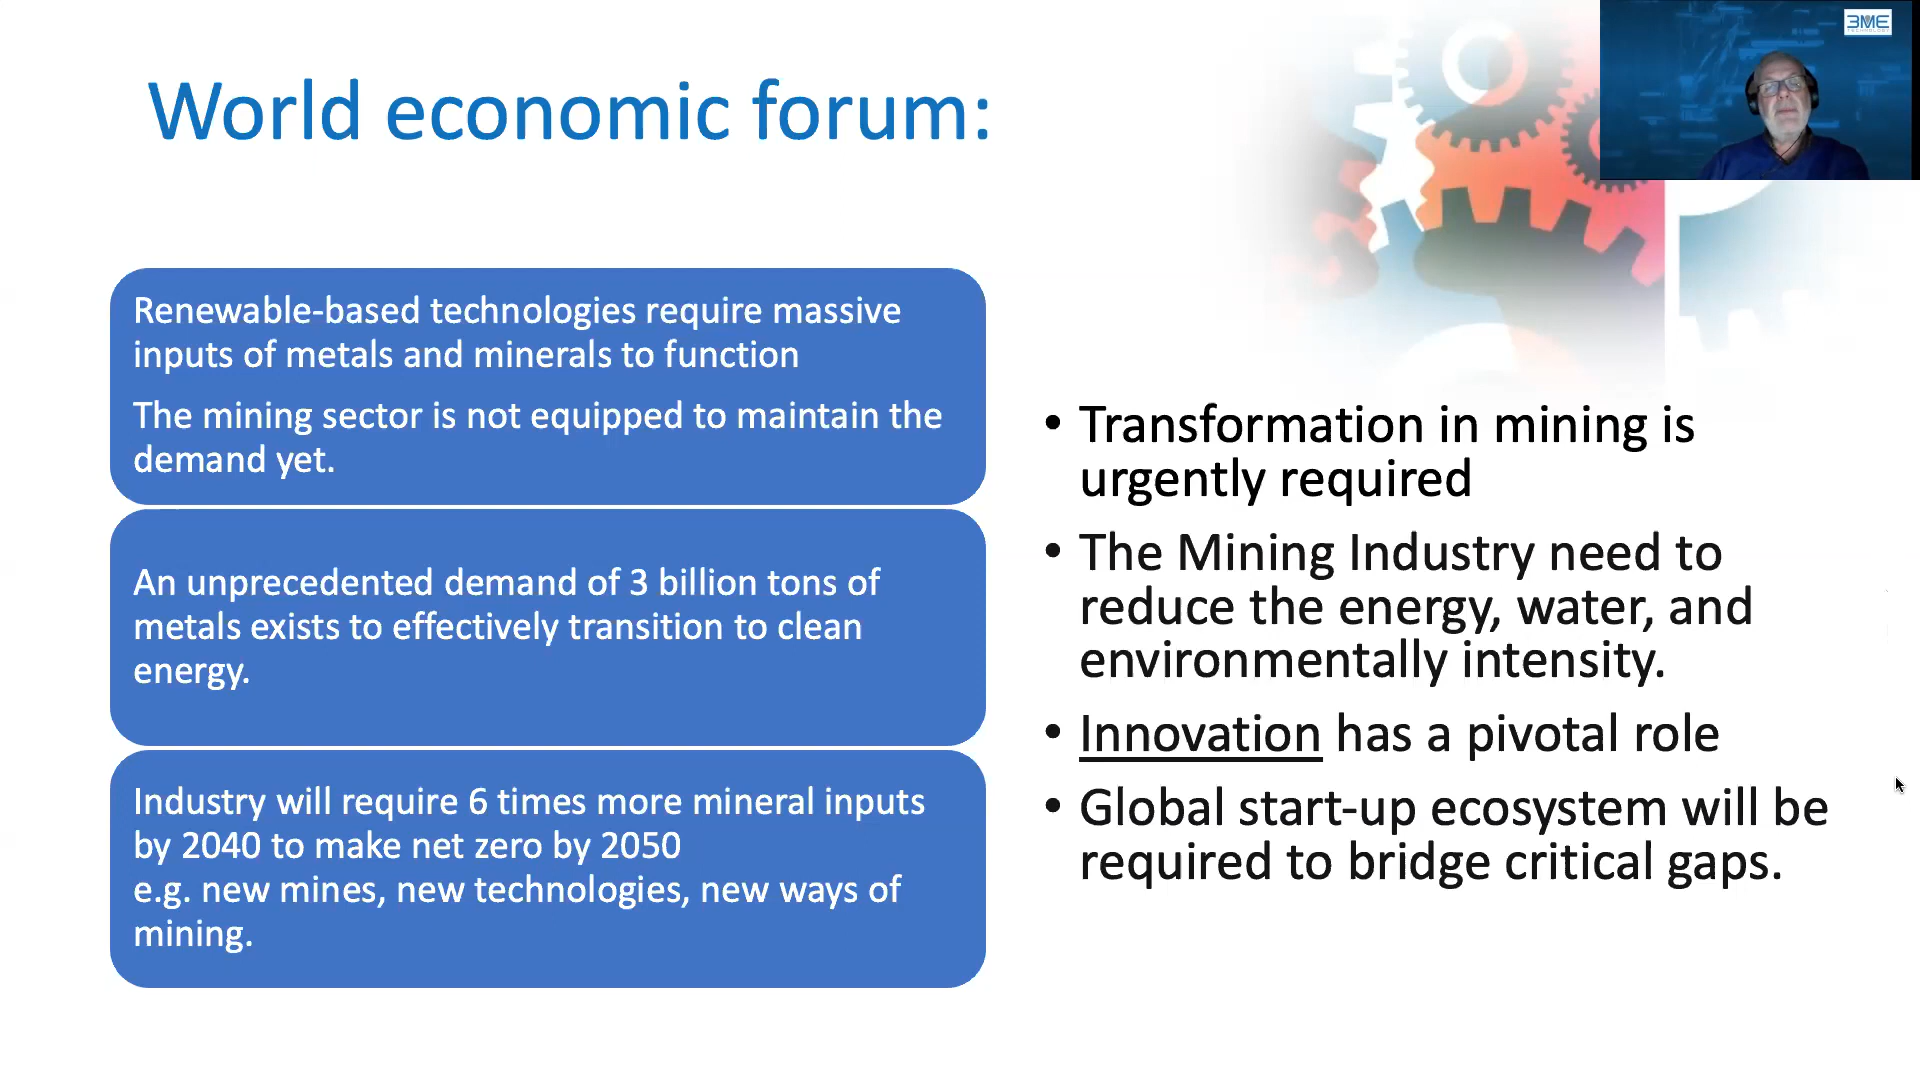 World economic forum:
3ME
TECHNOLOGY
Renewable-based technologies require massive
inputs of metals and minerals to function
The mining sector is not equipped to maintain the
demand yet.
An unprecedented demand of 3 billion tons of
metals exists to effectively transition to clean
energy.
Industry will require 6 times more mineral inputs
by 2040 to make net zero by 2050
e.g. new mines, new technologies, new ways of
mining.
• Transformation in mining is
urgently required
• The Mining Industry need to
reduce the energy, water, and
environmentally intensity.
• Innovation has a pivotal role
• Global start-up ecosystem will be
required to bridge critical gaps.